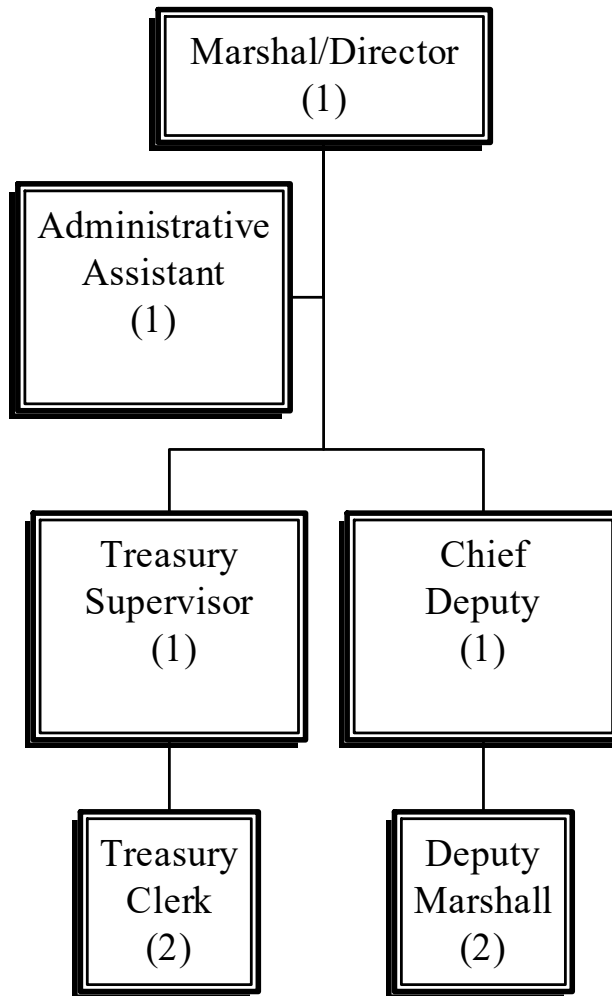 Marshal/Director
(1)
Administrative
Assistant
(1)
Treasury
Supervisor
(1)
Chief
Deputy
(1)
Treasury
Clerk
(2)
Deputy
Marshall
(2)